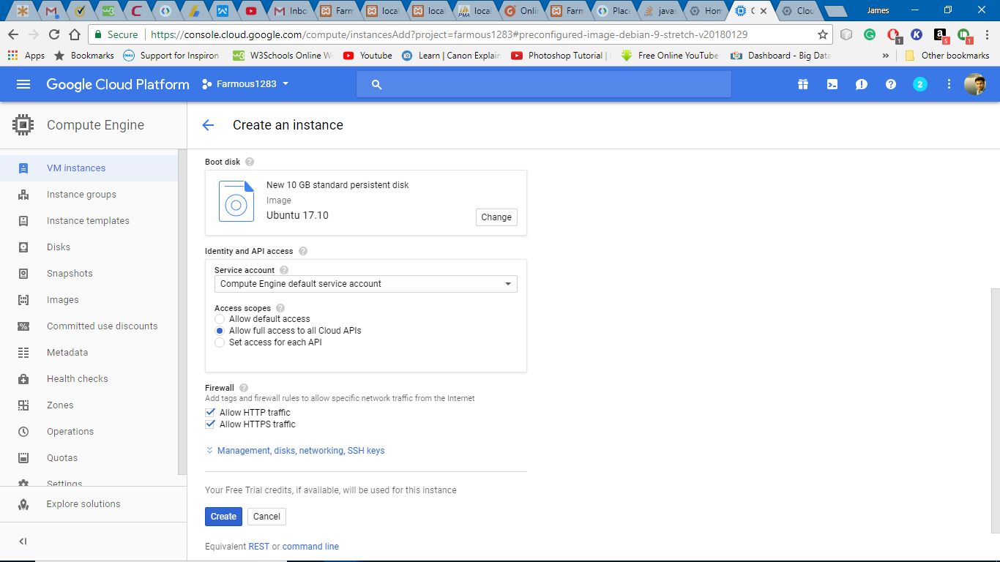 Inbo Farm local local local Onli Farm Place javas Hom C Clou James
Secure https://console.cloud.google.com/compute/instancesAdd?project=farmous1283#preconfigured-image-debian-9-stretch-v20180129
Apps Bookmarks Support for Inspiron W3Schools Online W Youtube Learn | Canon Explain Photoshop Tutorial | Free Online YouTube Dashboard - Big Data » Other bookmarks
Google Cloud Platform Farmous1283 2
Compute Engine
Create an instance
VM instances
Instance groups
Instance templates
Disks
Snapshots
Images
Committed use discounts
Metadata
Health checks
Zones
Operations
Quotas
Settings
Explore solutions
Boot disk
New 10 GB standard persistent disk
Image
Ubuntu 17.10
Change
Identity and API access
Service account
Compute Engine default service account
Access scopes
Allow default access
Allow full access to all Cloud APIs
Set access for each API
Firewall
Add tags and firewall rules to allow specific network traffic from the Internet
Allow HTTP traffic
Allow HTTPS traffic
Management, disks, networking, SSH keys
Your Free Trial credits, if available, will be used for this instance
Create Cancel
Equivalent REST or command line